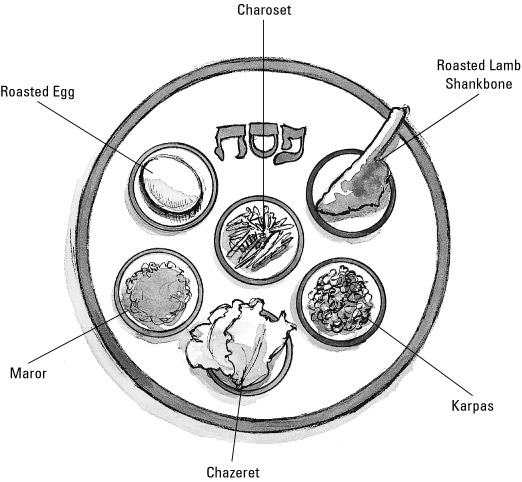 Charoset
Roasted Lamb
Shankbone
Roasted Egg
פסח
Maror
Karpas
Chazeret